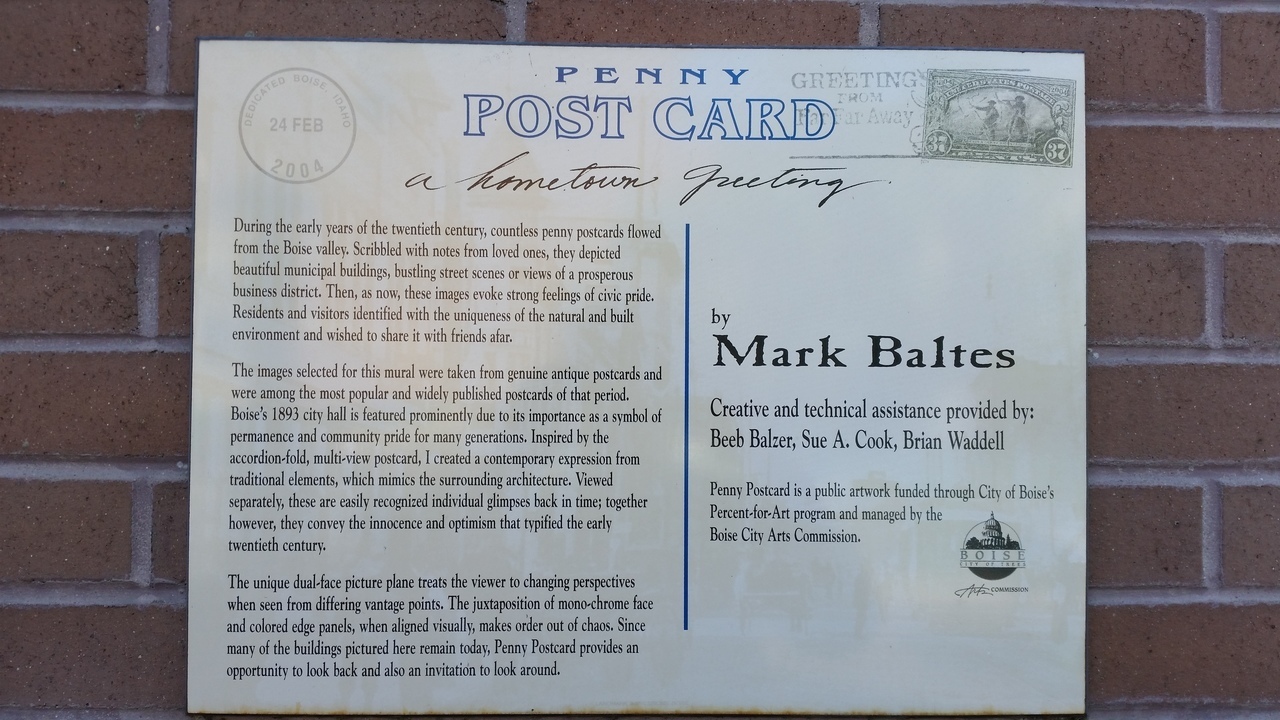 DEDICATED BOISE, IDAHO
24 FEB
2004
PENNY
POST CARD
a hometown greeting
GREETINGS
FROM
Far Far Away
37 37
During the early years of the twentieth century, countless penny postcards flowed
from the Boise valley. Scribbled with notes from loved ones, they depicted
beautiful municipal buildings, bustling street scenes or views of a prosperous
business district. Then, as now, these images evoke strong feelings of civic pride.
Residents and visitors identified with the uniqueness of the natural and built
environment and wished to share it with friends afar.
The images selected for this mural were taken from genuine antique postcards and
were among the most popular and widely published postcards of that period.
Boise's 1893 city hall is featured prominently due to its importance as a symbol of
permanence and community pride for many generations. Inspired by the
accordion-fold, multi-view postcard, I created a contemporary expression from
traditional elements, which mimics the surrounding architecture. Viewed
separately, these are easily recognized individual glimpses back in time; together
however, they convey the innocence and optimism that typified the early
twentieth century.
The unique dual-face picture plane treats the viewer to changing perspectives
when seen from differing vantage points. The juxtaposition of mono-chrome face
and colored edge panels, when aligned visually, makes order out of chaos. Since
many of the buildings pictured here remain today, Penny Postcard provides an
opportunity to look back and also an invitation to look around.
by
Mark Baltes
Creative and technical assistance provided by:
Beeb Balzer, Sue A. Cook, Brian Waddell
Penny Postcard is a public artwork funded through City of Boise's
Percent-for-Art program and managed by the
Boise City Arts Commission.
BOISE
CITY OF TREES
Arts COMMISSION